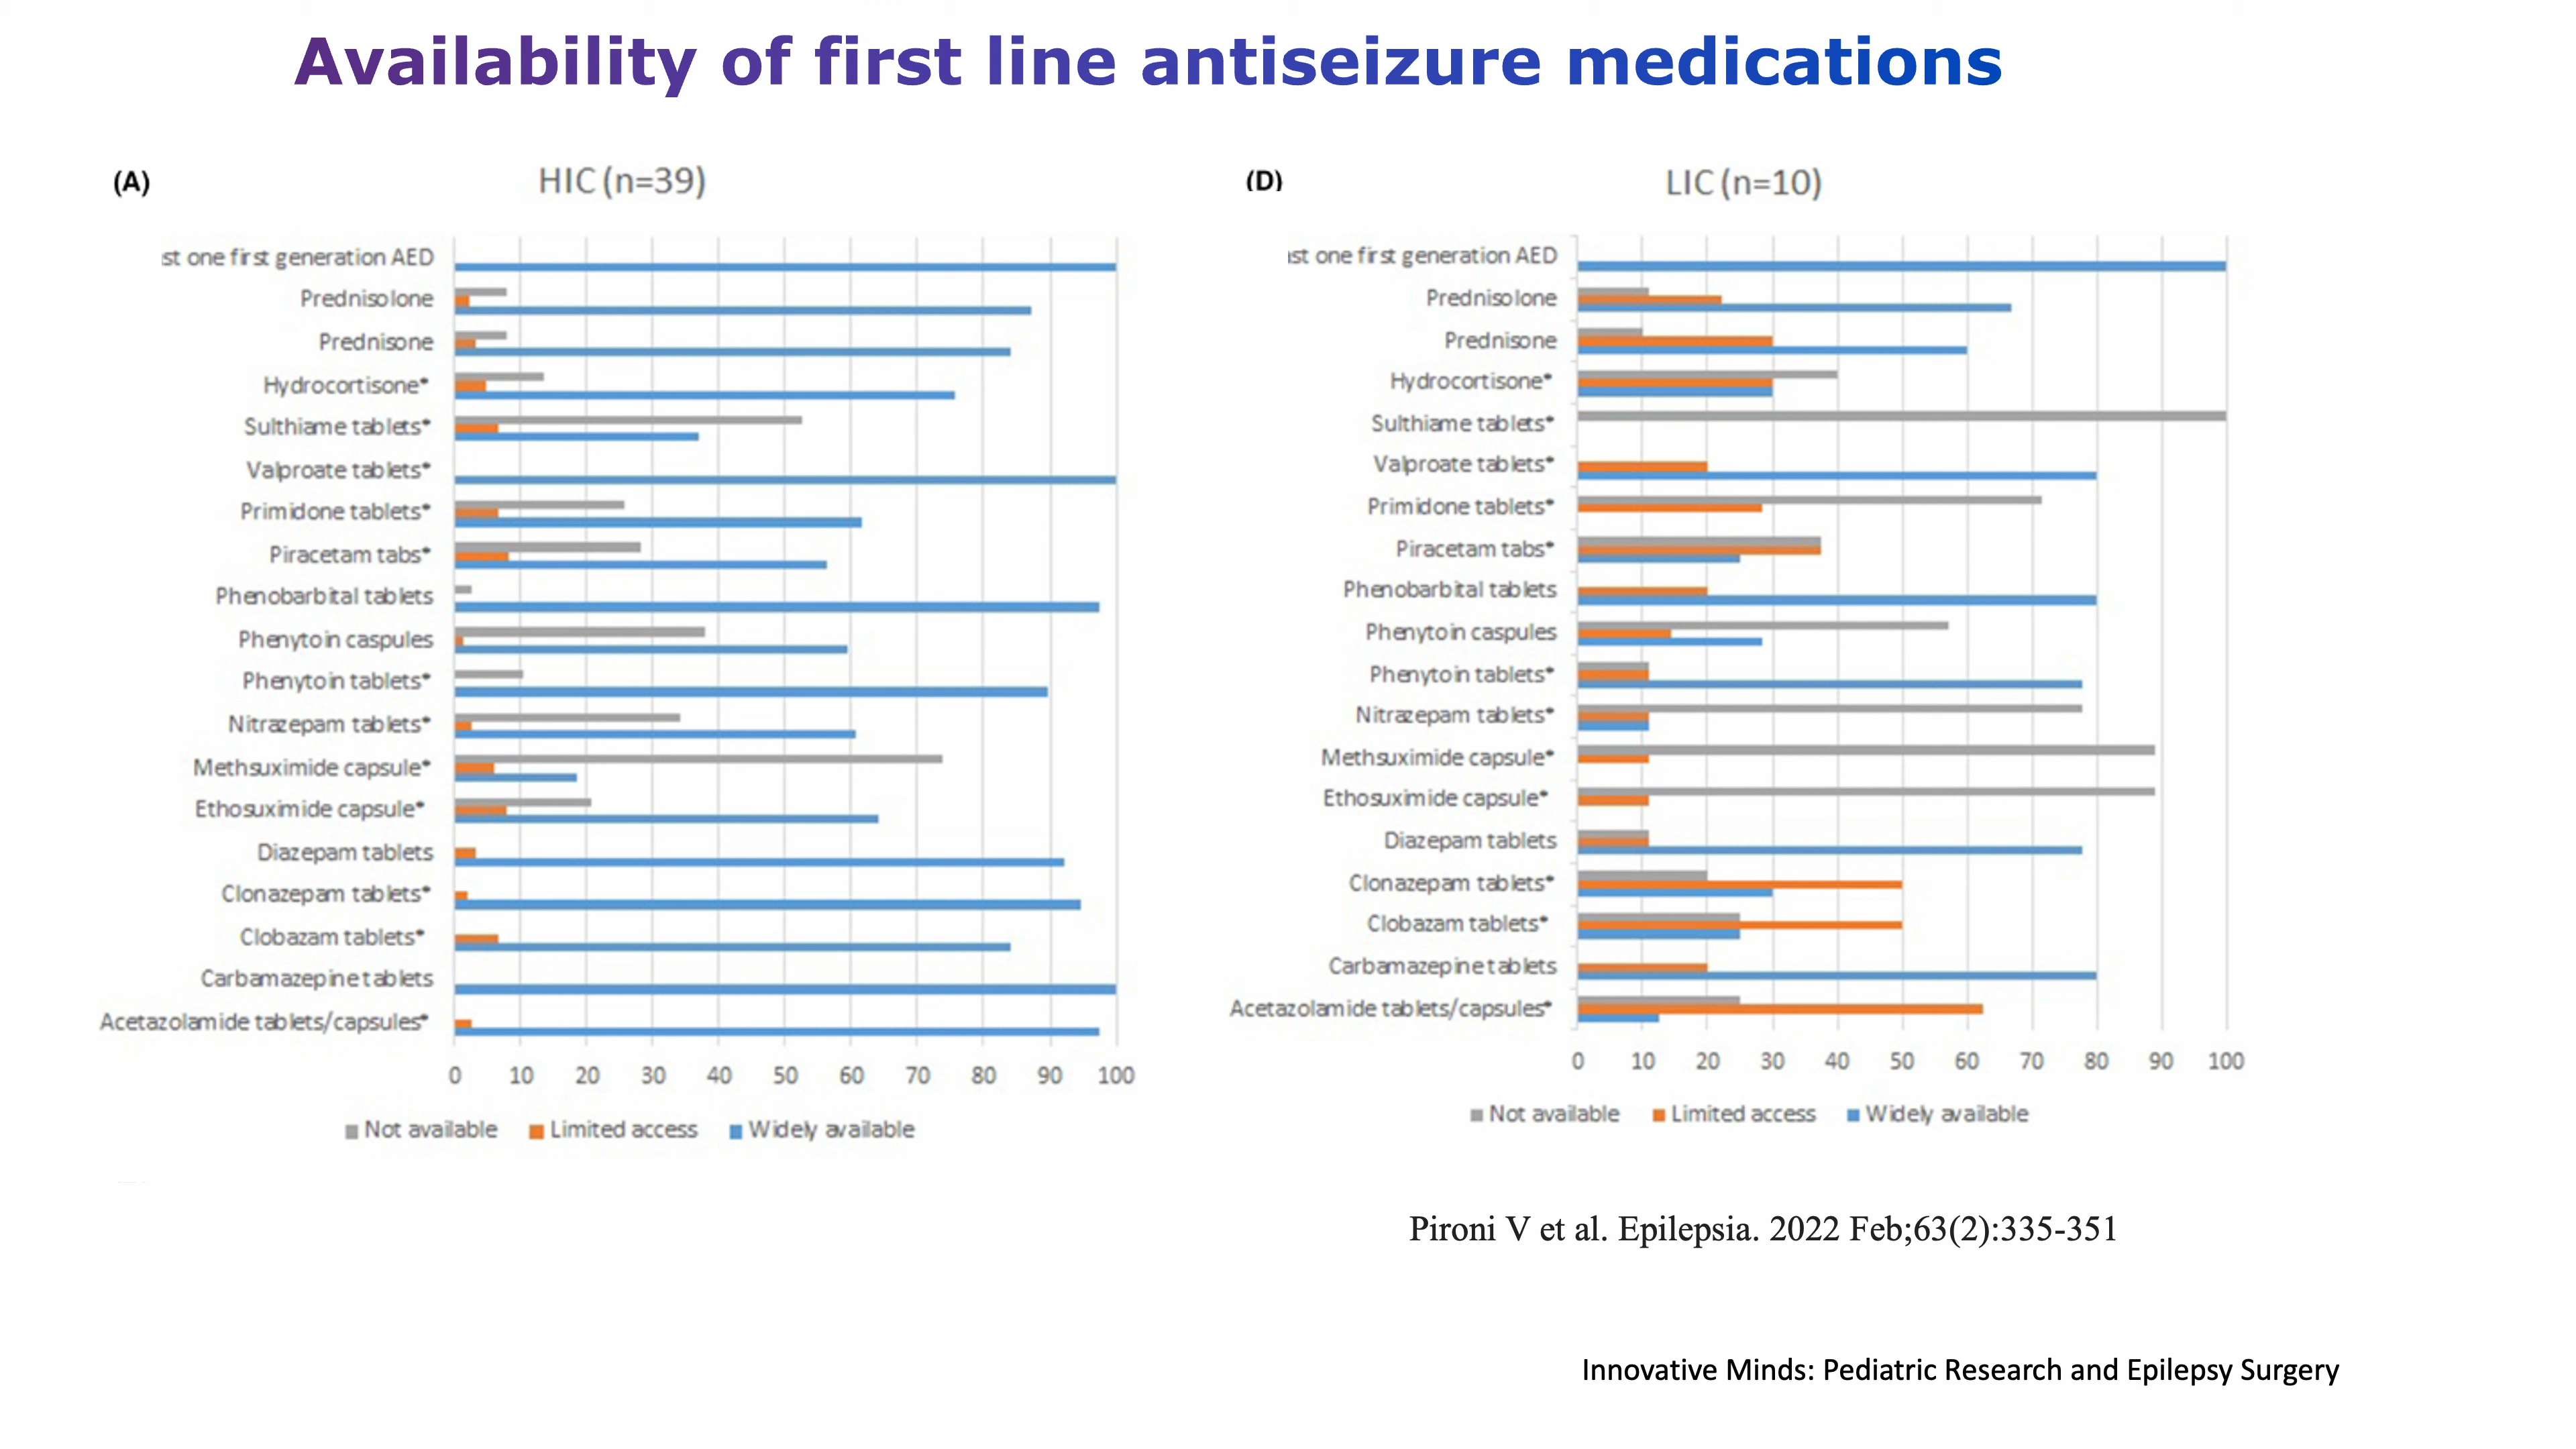 Availability of first line antiseizure medications
(A)
HIC (n=39)
st one first generation AED
Prednisolone
Prednisone
Hydrocortisone*
Sulthiame tablets*
Valproate tablets*
Primidone tablets*
Piracetam tabs*
Phenobarbital tablets
Phenytoin caspules
Phenytoin tablets*
Nitrazepam tablets*
Methsuximide capsule*
Ethosuximide capsule*
Diazepam tablets
Clonazepam tablets*
Clobazam tablets*
Carbamazepine tablets
Acetazolamide tablets/capsules*
0 10 20 30 40 50 60 70 80 90 100
Not available Limited access Widely available
(D)
LIC (n=10)
st one first generation AED
Prednisolone
Prednisone
Hydrocortisone*
Sulthiame tablets*
Valproate tablets*
Primidone tablets*
Piracetam tabs*
Phenobarbital tablets
Phenytoin caspules
Phenytoin tablets*
Nitrazepam tablets*
Methsuximide capsule*
Ethosuximide capsule*
Diazepam tablets
Clonazepam tablets*
Clobazam tablets*
Carbamazepine tablets
Acetazolamide tablets/capsules*
0 10 20 30 40 50 60 70 80 90 100
Not available Limited access Widely available
Pironi V et al. Epilepsia. 2022 Feb;63(2):335-351
Innovative Minds: Pediatric Research and Epilepsy Surgery